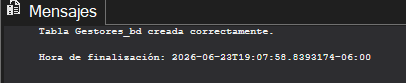 Mensajes
Tabla Gestores_bd creada correctamente.
Hora de finalización: 2026-06-23T19:07:58.8393174-06:00